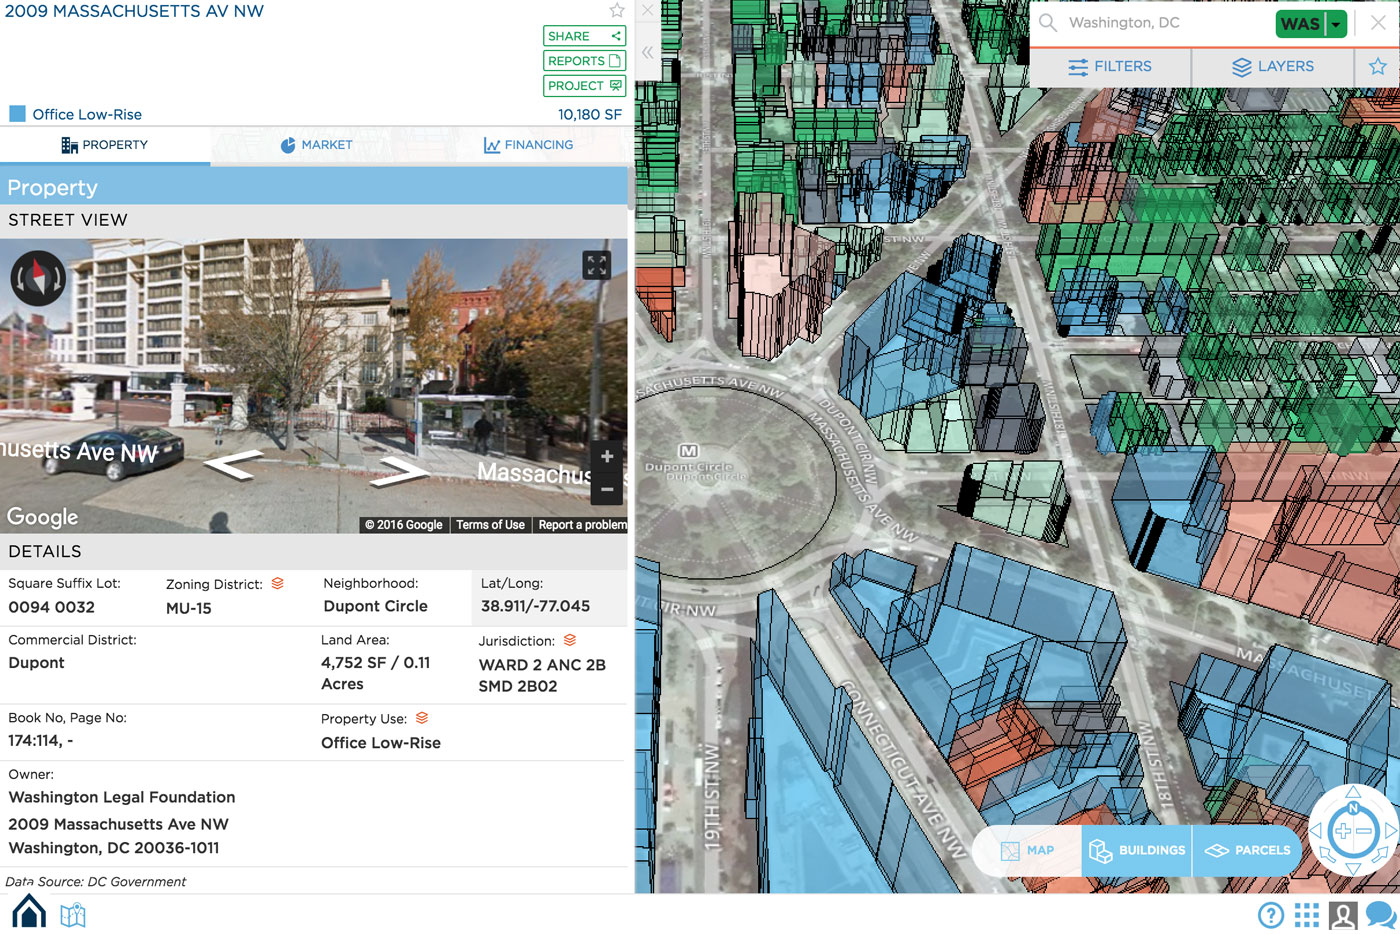 2009 MASSACHUSETTS AV NW
SHARE
REPORTS
PROJECT
Office Low-Rise
10,180 SF
PROPERTY
MARKET
FINANCING
Property
STREET VIEW
husetts Ave NW
Massachus
Google
© 2016 Google
Terms of Use
Report a problem
DETAILS
Square Suffix Lot:
0094 0032
Zoning District:
MU-15
Neighborhood:
Dupont Circle
Lat/Long:
38.911/-77.045
Commercial District:
Dupont
Land Area:
4,752 SF / 0.11
Acres
Jurisdiction:
WARD 2 ANC 2B
SMD 2B02
Book No, Page No:
174:114, -
Property Use:
Office Low-Rise
Owner:
Washington Legal Foundation
2009 Massachusetts Ave NW
Washington, DC 20036-1011
Data Source: DC Government
Washington, DC
WAS
FILTERS
LAYERS
ST NW
SACHUSETTS AVE NW
DUPONT CIR NW
MASSACHUSETTS AVE NW
M
Dupont Circle
Dupont Circle
T CIR NW
19TH ST NW
CONNECTICUT AVE NW
18TH ST NW
MASSACHUSET
N
MAP
BUILDINGS
PARCELS
?